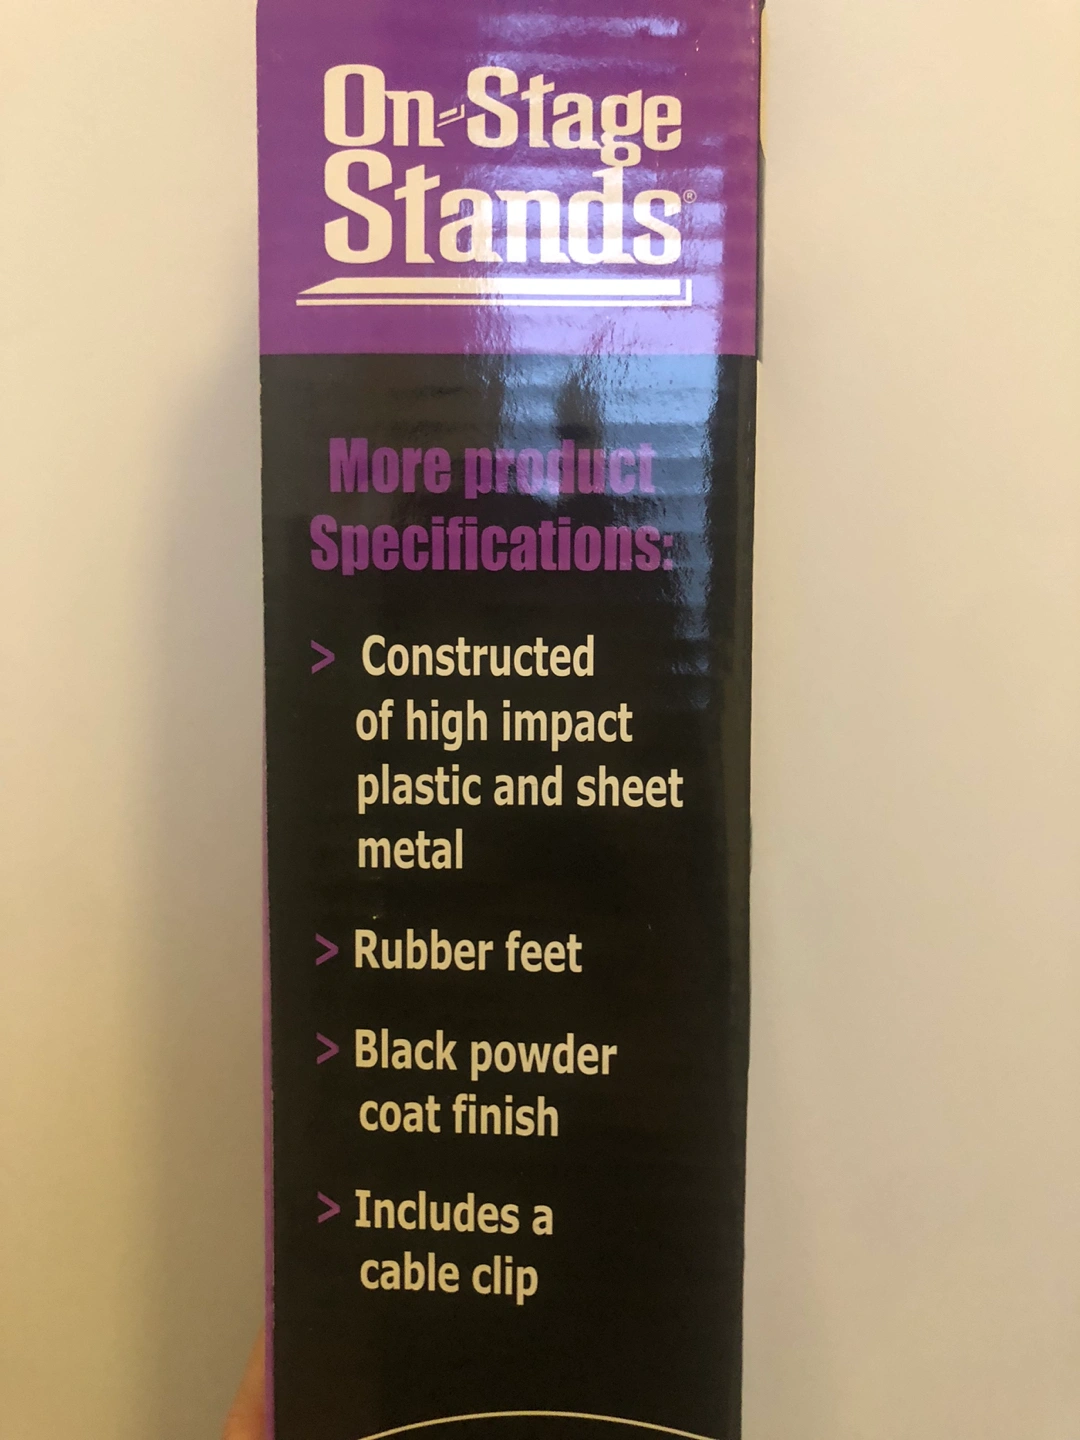 On-Stage
Stands®
More product
Specifications:
> Constructed
of high impact
plastic and sheet
metal
> Rubber feet
> Black powder
coat finish
> Includes a
cable clip